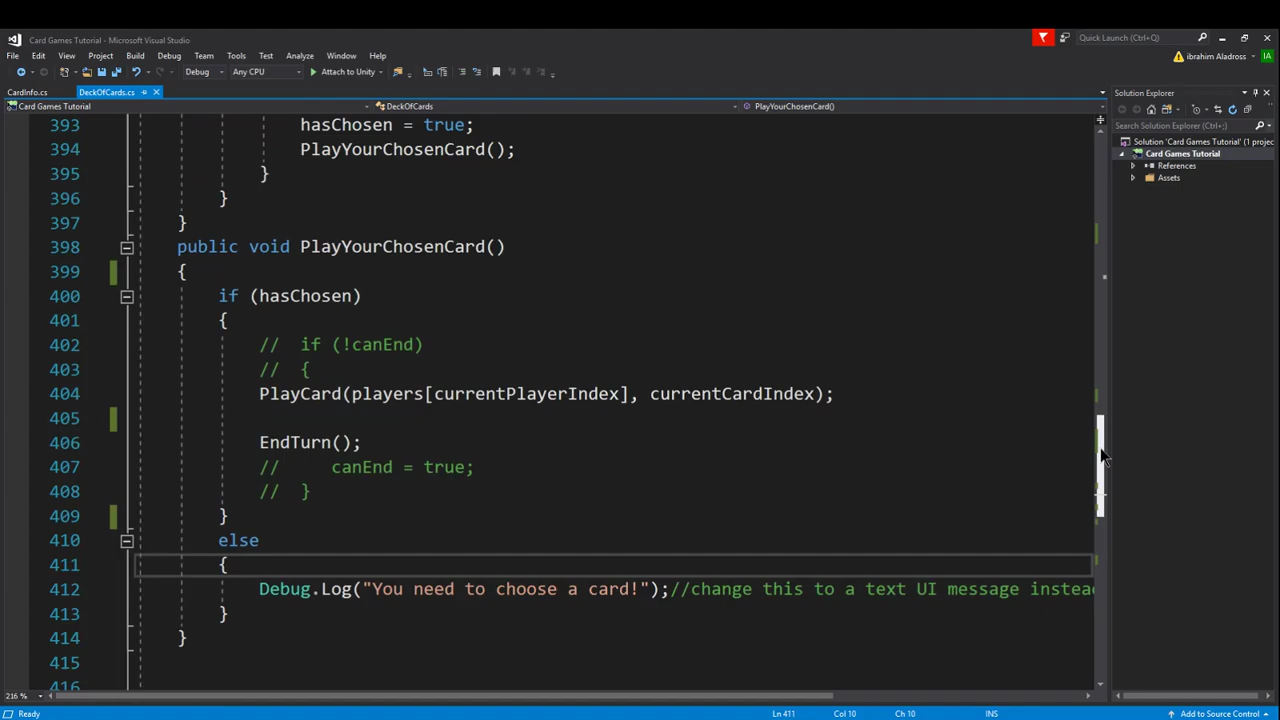 Card Games Tutorial - Microsoft Visual Studio
Quick Launch (Ctrl+Q)
File Edit View Project Build Debug Team Tools Test Analyze Window Help
ibrahim Aladross IA
Debug Any CPU Attach to Unity
CardInfo.cs DeckOfCards.cs
Card Games Tutorial DeckOfCards PlayYourChosenCard()
393 hasChosen = true;
394 PlayYourChosenCard();
395 }
396 }
397 }
398 public void PlayYourChosenCard()
399 {
400 if (hasChosen)
401 {
402 // if (!canEnd)
403 // {
404 PlayCard(players[currentPlayerIndex], currentCardIndex);
405
406 EndTurn();
407 // canEnd = true;
408 // }
409 }
410 else
411 {
412 Debug.Log("You need to choose a card!");//change this to a text UI message instead
413 }
414 }
415
416
216 %
Solution Explorer
Search Solution Explorer (Ctrl+;)
Solution 'Card Games Tutorial' (1 projec
Card Games Tutorial
References
Assets
Ready Ln 411 Col 10 Ch 10 INS Add to Source Control